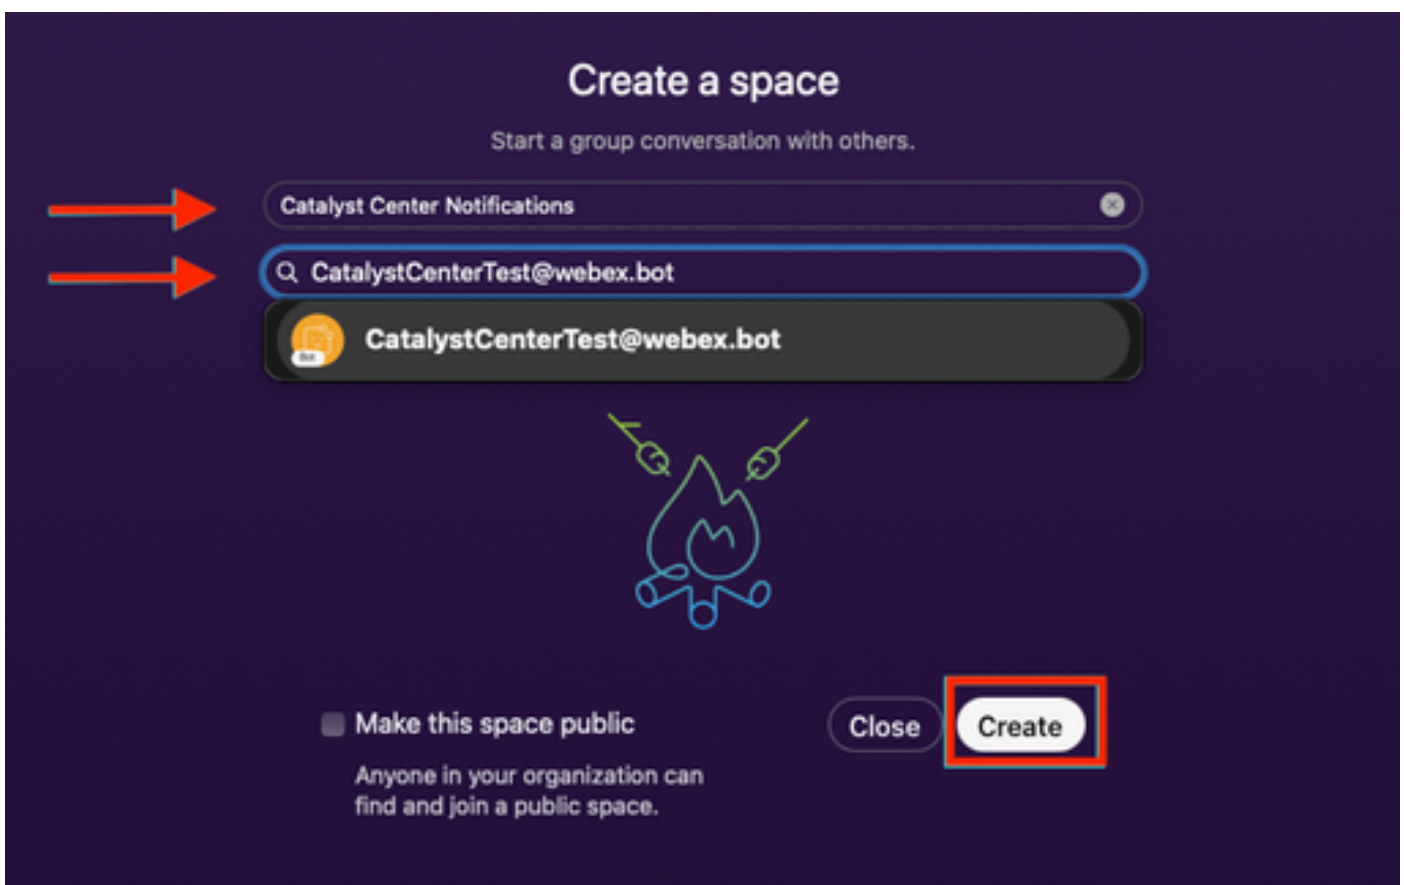 Create a space
Start a group conversation with others.
Catalyst Center Notifications
CatalystCenterTest@webex.bot
CatalystCenterTest@webex.bot
Bot
Make this space public
Close
Create
Anyone in your organization can
find and join a public space.